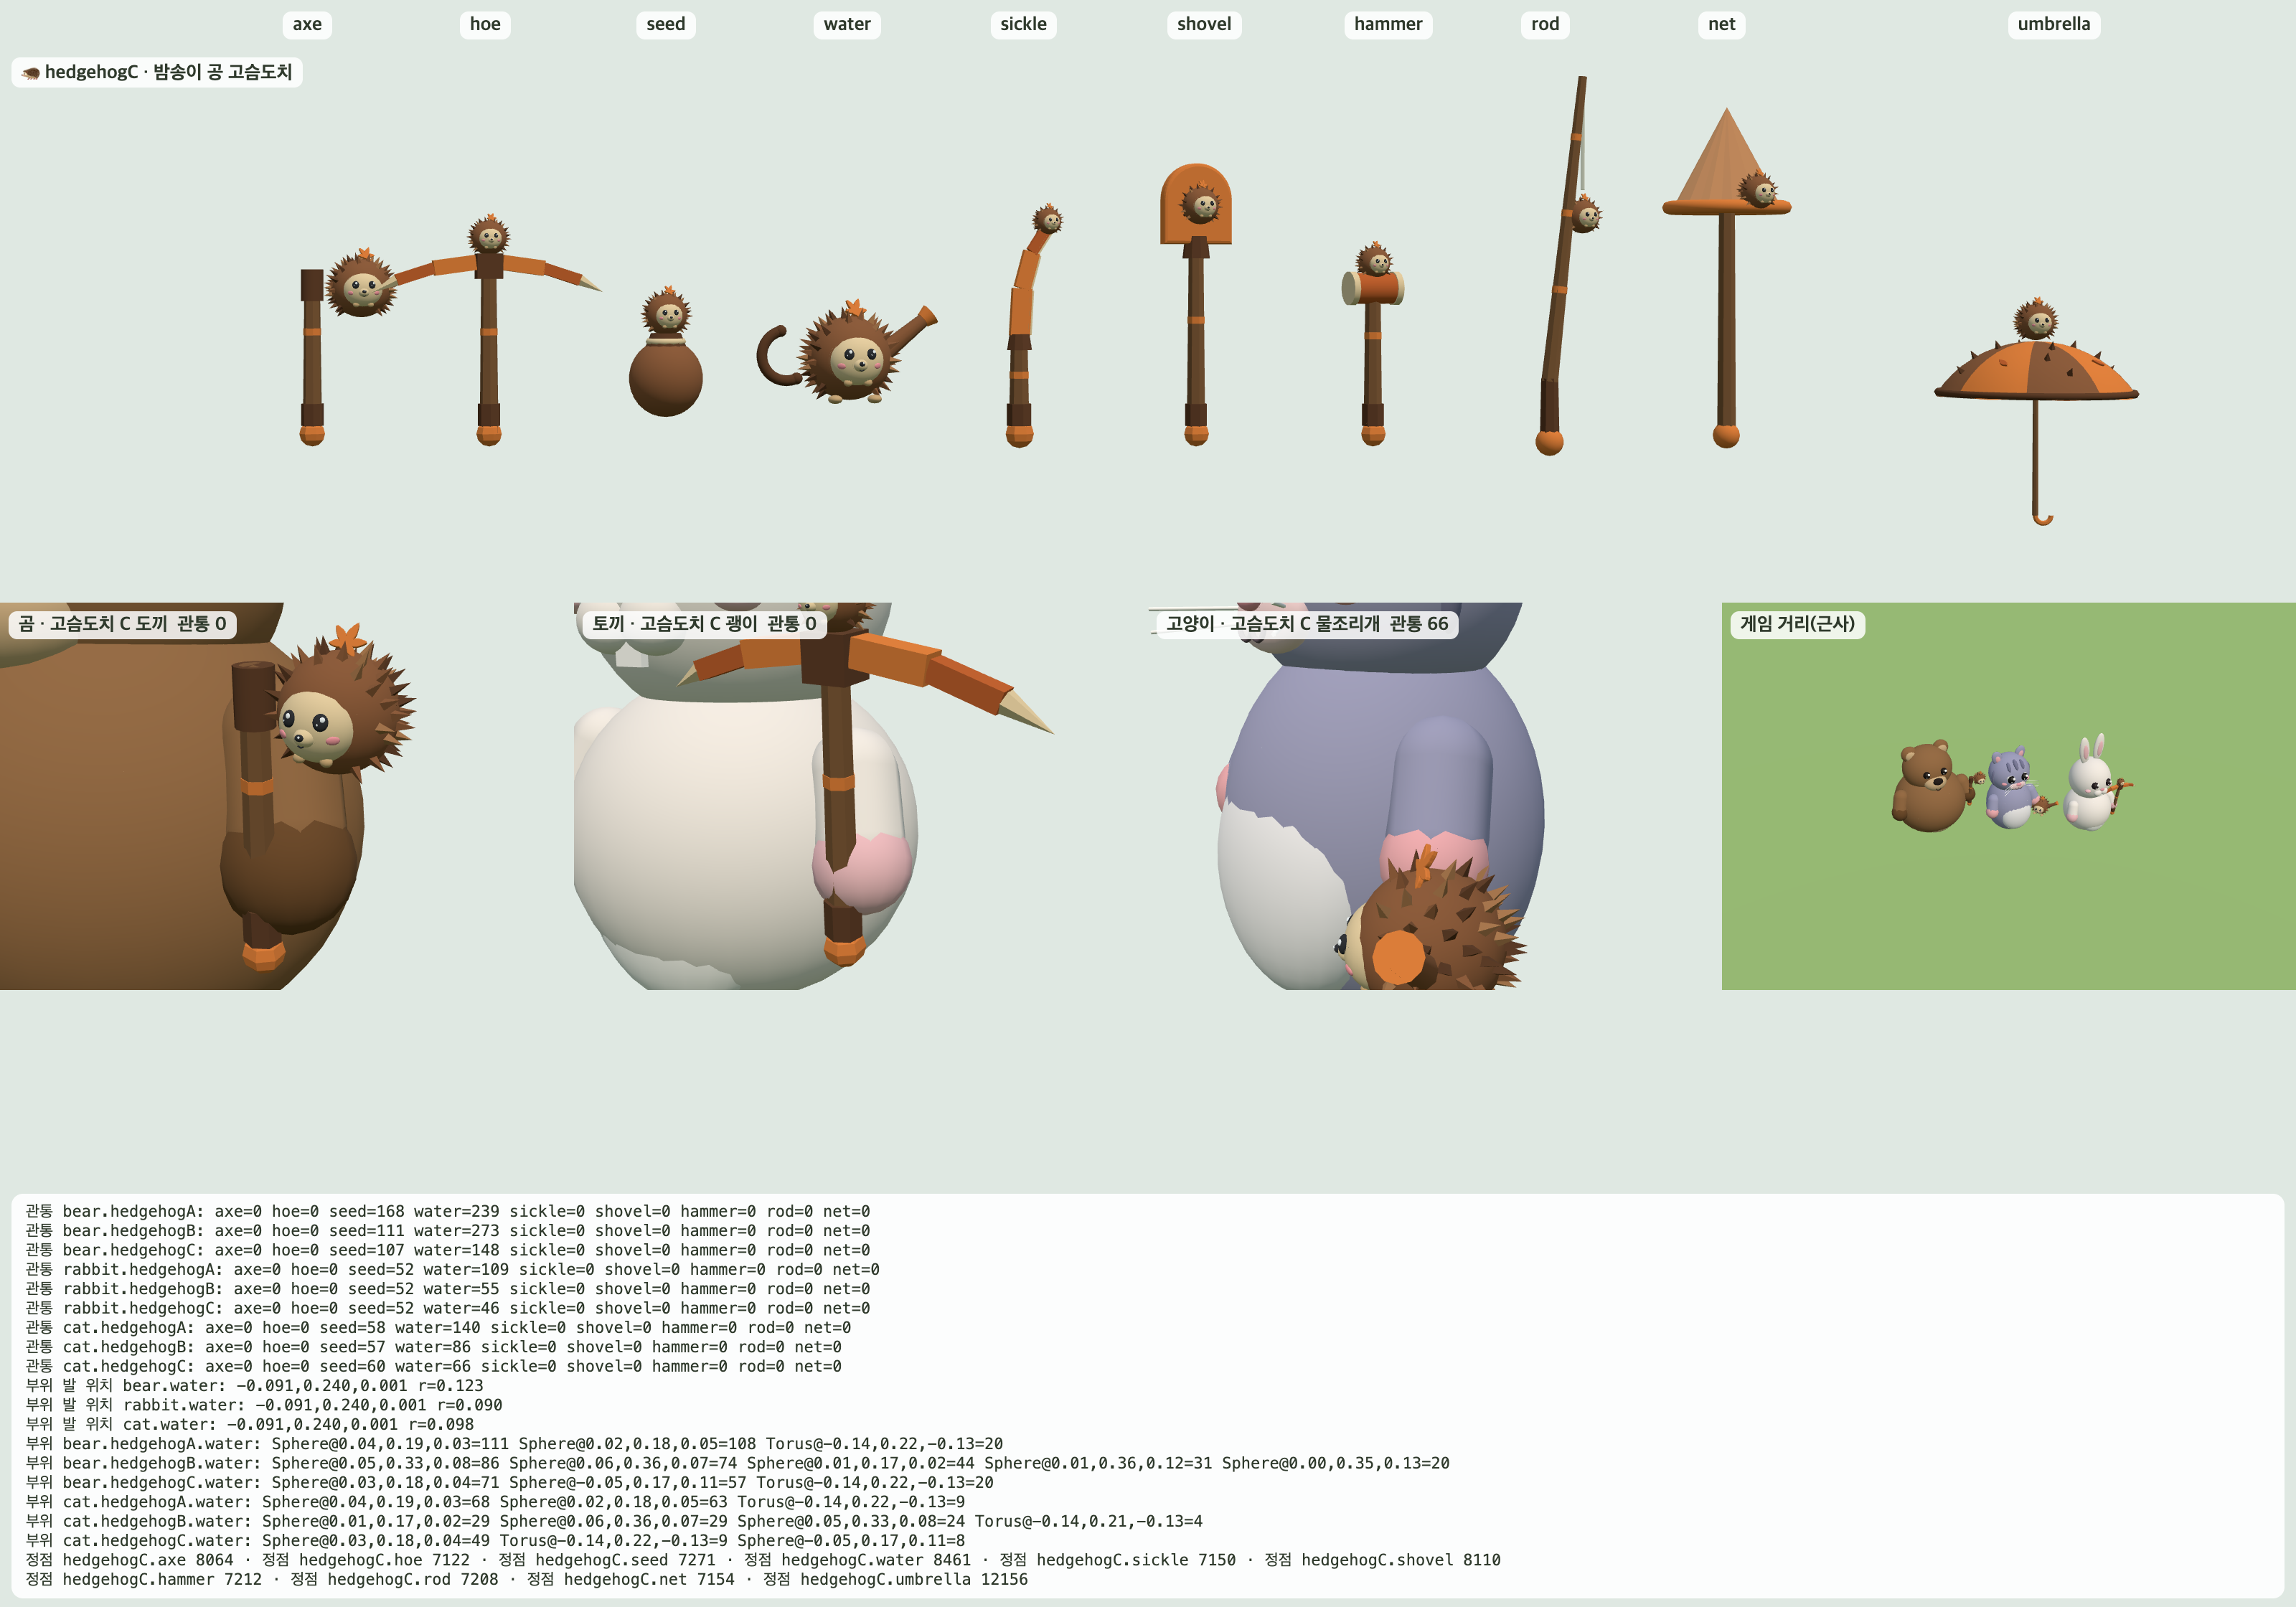 axe
hoe
seed
water
sickle
shovel
hammer
rod
net
umbrella
hedgehogC · 밤송이 공 고슴도치
곰 · 고슴도치 C 도끼 관통 0
토끼 · 고슴도치 C 괭이 관통 0
고양이 · 고슴도치 C 물조리개 관통 66
게임 거리(근사)
관통 bear.hedgehogA: axe=0 hoe=0 seed=168 water=239 sickle=0 shovel=0 hammer=0 rod=0 net=0
관통 bear.hedgehogB: axe=0 hoe=0 seed=111 water=273 sickle=0 shovel=0 hammer=0 rod=0 net=0
관통 bear.hedgehogC: axe=0 hoe=0 seed=107 water=148 sickle=0 shovel=0 hammer=0 rod=0 net=0
관통 rabbit.hedgehogA: axe=0 hoe=0 seed=52 water=109 sickle=0 shovel=0 hammer=0 rod=0 net=0
관통 rabbit.hedgehogB: axe=0 hoe=0 seed=52 water=55 sickle=0 shovel=0 hammer=0 rod=0 net=0
관통 rabbit.hedgehogC: axe=0 hoe=0 seed=52 water=46 sickle=0 shovel=0 hammer=0 rod=0 net=0
관통 cat.hedgehogA: axe=0 hoe=0 seed=58 water=140 sickle=0 shovel=0 hammer=0 rod=0 net=0
관통 cat.hedgehogB: axe=0 hoe=0 seed=57 water=86 sickle=0 shovel=0 hammer=0 rod=0 net=0
관통 cat.hedgehogC: axe=0 hoe=0 seed=60 water=66 sickle=0 shovel=0 hammer=0 rod=0 net=0
부위 발 위치 bear.water: -0.091,0.240,0.001 r=0.123
부위 발 위치 rabbit.water: -0.091,0.240,0.001 r=0.090
부위 발 위치 cat.water: -0.091,0.240,0.001 r=0.098
부위 bear.hedgehogA.water: Sphere@0.04,0.19,0.03=111 Sphere@0.02,0.18,0.05=108 Torus@-0.14,0.22,-0.13=20
부위 bear.hedgehogB.water: Sphere@0.05,0.33,0.08=86 Sphere@0.06,0.36,0.07=74 Sphere@0.01,0.17,0.02=44 Sphere@0.01,0.36,0.12=31 Sphere@0.00,0.35,0.13=20
부위 bear.hedgehogC.water: Sphere@0.03,0.18,0.04=71 Sphere@-0.05,0.17,0.11=57 Torus@-0.14,0.22,-0.13=20
부위 cat.hedgehogA.water: Sphere@0.04,0.19,0.03=68 Sphere@0.02,0.18,0.05=63 Torus@-0.14,0.22,-0.13=9
부위 cat.hedgehogB.water: Sphere@0.01,0.17,0.02=29 Sphere@0.06,0.36,0.07=29 Sphere@0.05,0.33,0.08=24 Torus@-0.14,0.21,-0.13=4
부위 cat.hedgehogC.water: Sphere@0.03,0.18,0.04=49 Torus@-0.14,0.22,-0.13=9 Sphere@-0.05,0.17,0.11=8
정점 hedgehogC.axe 8064 · 정점 hedgehogC.hoe 7122 · 정점 hedgehogC.seed 7271 · 정점 hedgehogC.water 8461 · 정점 hedgehogC.sickle 7150 · 정점 hedgehogC.shovel 8110
정점 hedgehogC.hammer 7212 · 정점 hedgehogC.rod 7208 · 정점 hedgehogC.net 7154 · 정점 hedgehogC.umbrella 12156